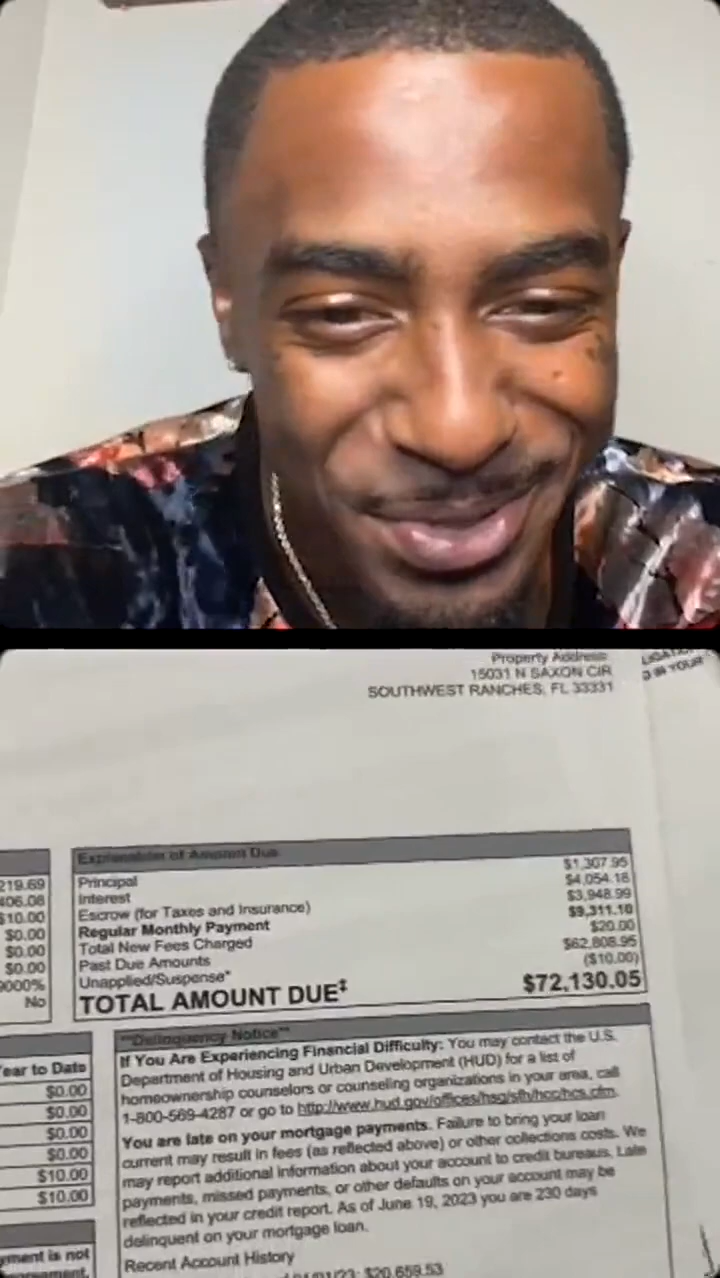 Property Address
15031 N SAXON CIR
SOUTHWEST RANCHES, FL 33331
D IN YOUR
Explanation of Amount Due
Principal $1,307.95
Interest $4,054.16
Escrow (for Taxes and Insurance) $3,948.99
Regular Monthly Payment $9,311.10
Total New Fees Charged $20.00
Past Due Amounts $62,808.95
Unapplied/Suspense* ($10.00)
TOTAL AMOUNT DUE‡ $72,130.05
219.69
406.08
$10.00
$0.00
$0.00
$0.00
9000%
No
Year to Date
$0.00
$0.00
$0.00
$0.00
$10.00
$10.00
yment is not
**Delinquency Notice**
If You Are Experiencing Financial Difficulty: You may contact the U.S.
Department of Housing and Urban Development (HUD) for a list of
homeownership counselors or counseling organizations in your area, call
1-800-569-4287 or go to http://www.hud.gov/offices/hsg/sfh/hcc/hcs.cfm.
You are late on your mortgage payments. Failure to bring your loan
current may result in fees (as reflected above) or other collections costs. We
may report additional information about your account to credit bureaus. Late
payments, missed payments, or other defaults on your account may be
reflected in your credit report. As of June 19, 2023 you are 230 days
delinquent on your mortgage loan.
Recent Account History
01/23: $20,659.53